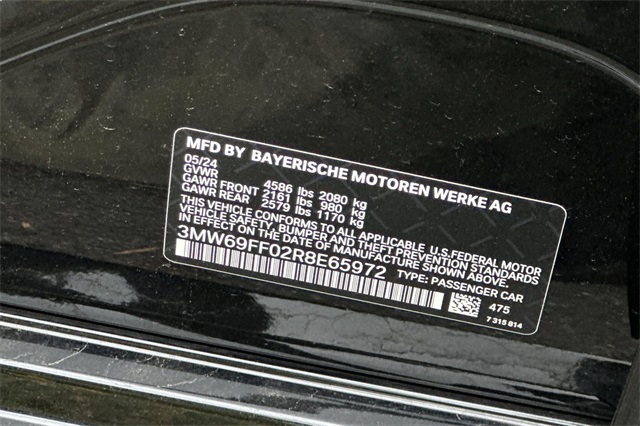 MFD BY BAYERISCHE MOTOREN WERKE AG
05/24
GVWR 4586 lbs 2080 kg
GAWR FRONT 2161 lbs 980 kg
GAWR REAR 2579 lbs 1170 kg
THIS VEHICLE CONFORMS TO ALL APPLICABLE U.S.FEDERAL MOTOR
VEHICLE SAFETY, BUMPER AND THEFT PREVENTION STANDARDS
IN EFFECT ON THE DATE OF MANUFACTURE SHOWN ABOVE.
3MW69FF02R8E65972 TYPE: PASSENGER CAR
475
7 315 814